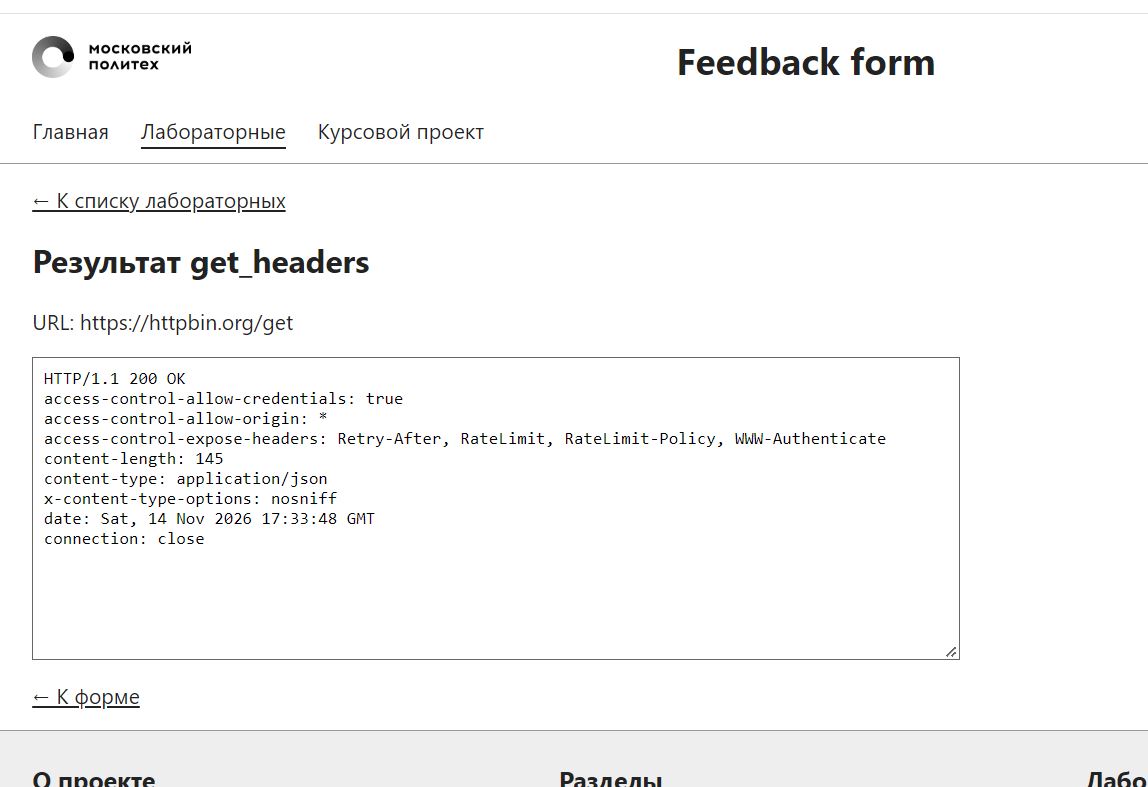 московский
политех
Feedback form
Главная Лабораторные Курсовой проект
← К списку лабораторных
Результат get_headers
URL: https://httpbin.org/get
HTTP/1.1 200 OK
access-control-allow-credentials: true
access-control-allow-origin: *
access-control-expose-headers: Retry-After, RateLimit, RateLimit-Policy, WWW-Authenticate
content-length: 145
content-type: application/json
x-content-type-options: nosniff
date: Sat, 14 Nov 2026 17:33:48 GMT
connection: close
← К форме
О проекте Разделы Лабо